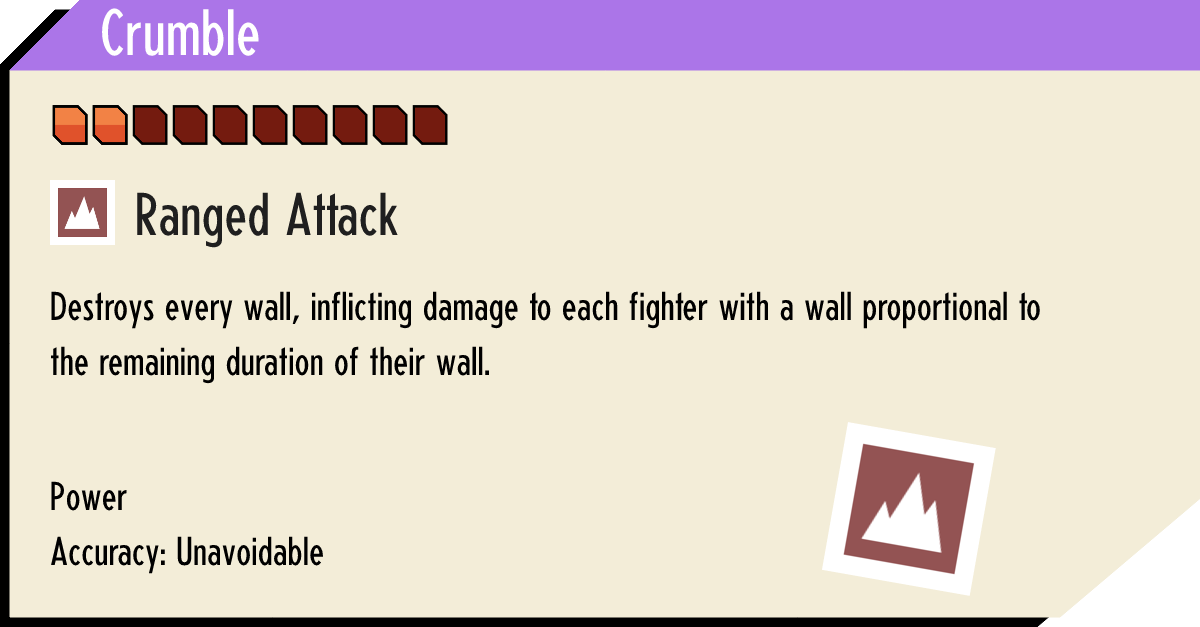 Crumble
Ranged Attack
Destroys every wall, inflicting damage to each fighter with a wall proportional to
the remaining duration of their wall.
Power
Accuracy: Unavoidable